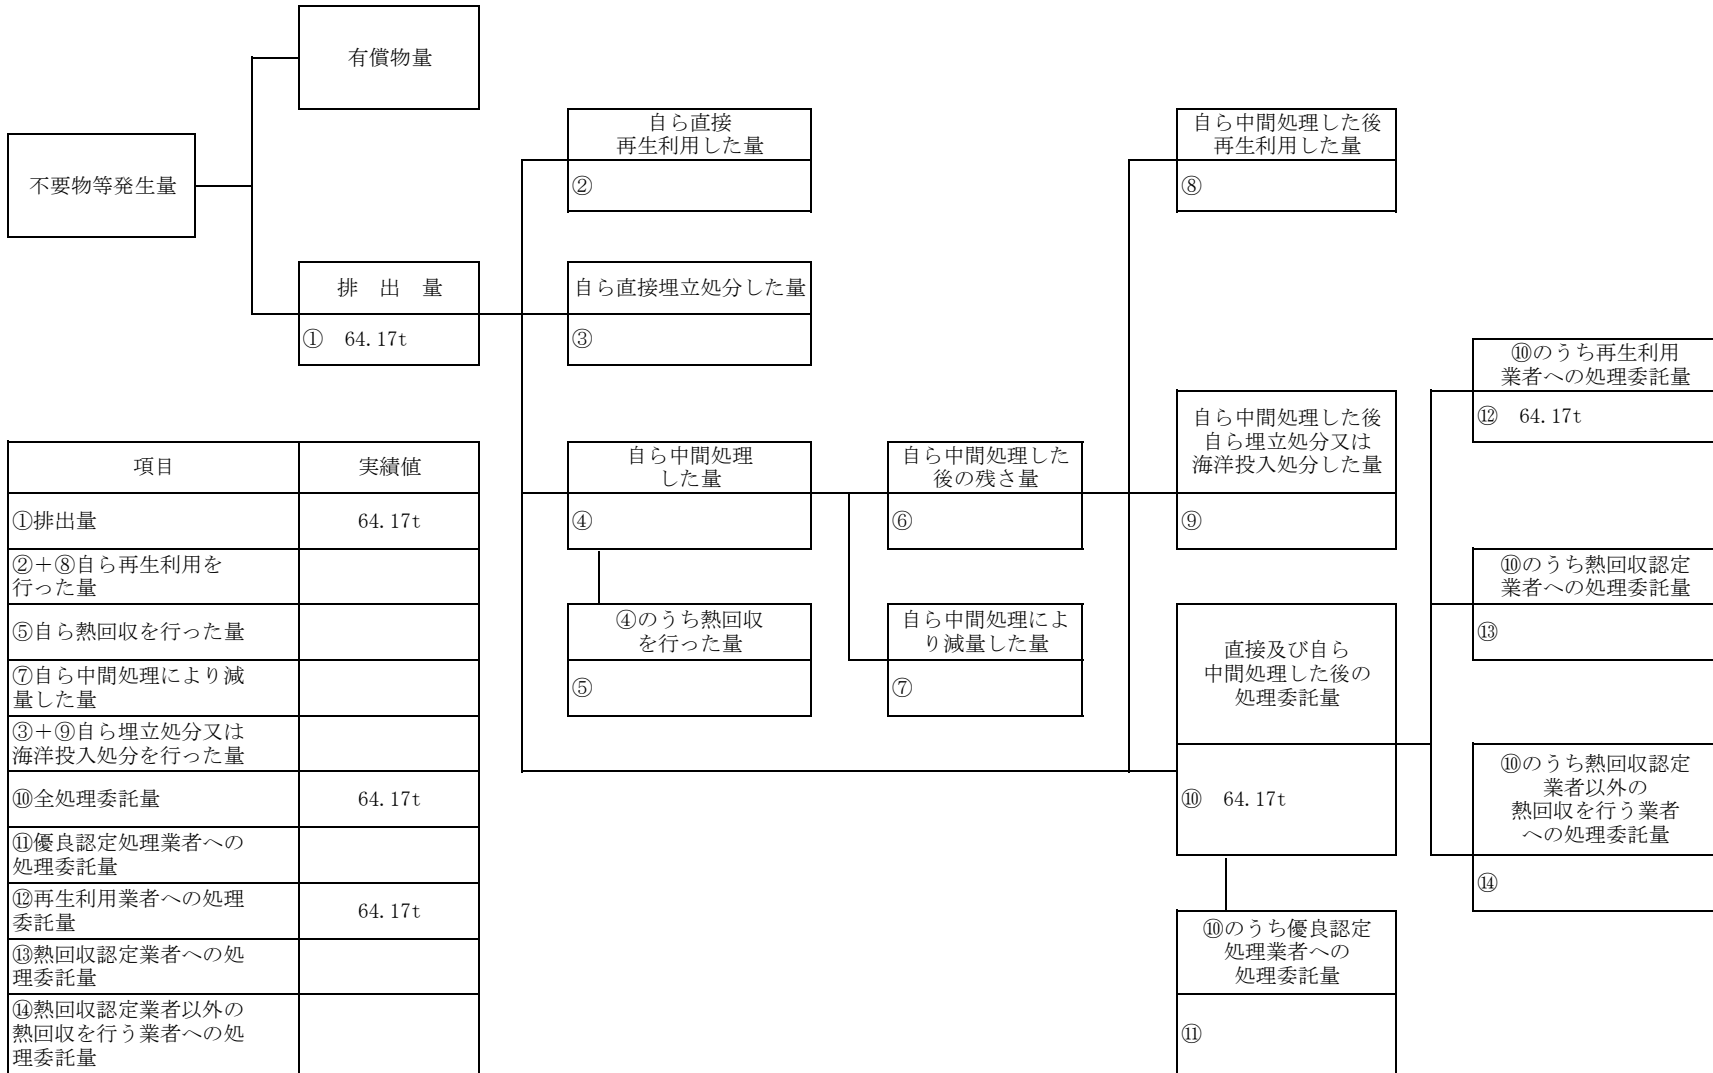 有償物量
不要物等発生量
排 出 量
① 64.17t
自ら直接
再生利用した量
②
自ら直接埋立処分した量
③
自ら中間処理
した量
④
④のうち熱回収
を行った量
⑤
自ら中間処理した
後の残さ量
⑥
自ら中間処理によ
り減量した量
⑦
自ら中間処理した後
再生利用した量
⑧
自ら中間処理した後
自ら埋立処分又は
海洋投入処分した量
⑨
直接及び自ら
中間処理した後の
処理委託量
⑩ 64.17t
⑩のうち優良認定
処理業者への
処理委託量
⑪
⑩のうち再生利用
業者への処理委託量
⑫ 64.17t
⑩のうち熱回収認定
業者への処理委託量
⑬
⑩のうち熱回収認定
業者以外の
熱回収を行う業者
への処理委託量
⑭
項目 実績値
①排出量 64.17t
②＋⑧自ら再生利用を
行った量
⑤自ら熱回収を行った量
⑦自ら中間処理により減
量した量
③＋⑨自ら埋立処分又は
海洋投入処分を行った量
⑩全処理委託量 64.17t
⑪優良認定処理業者への
処理委託量
⑫再生利用業者への処理
委託量 64.17t
⑬熱回収認定業者への処
理委託量
⑭熱回収認定業者以外の
熱回収を行う業者への処
理委託量